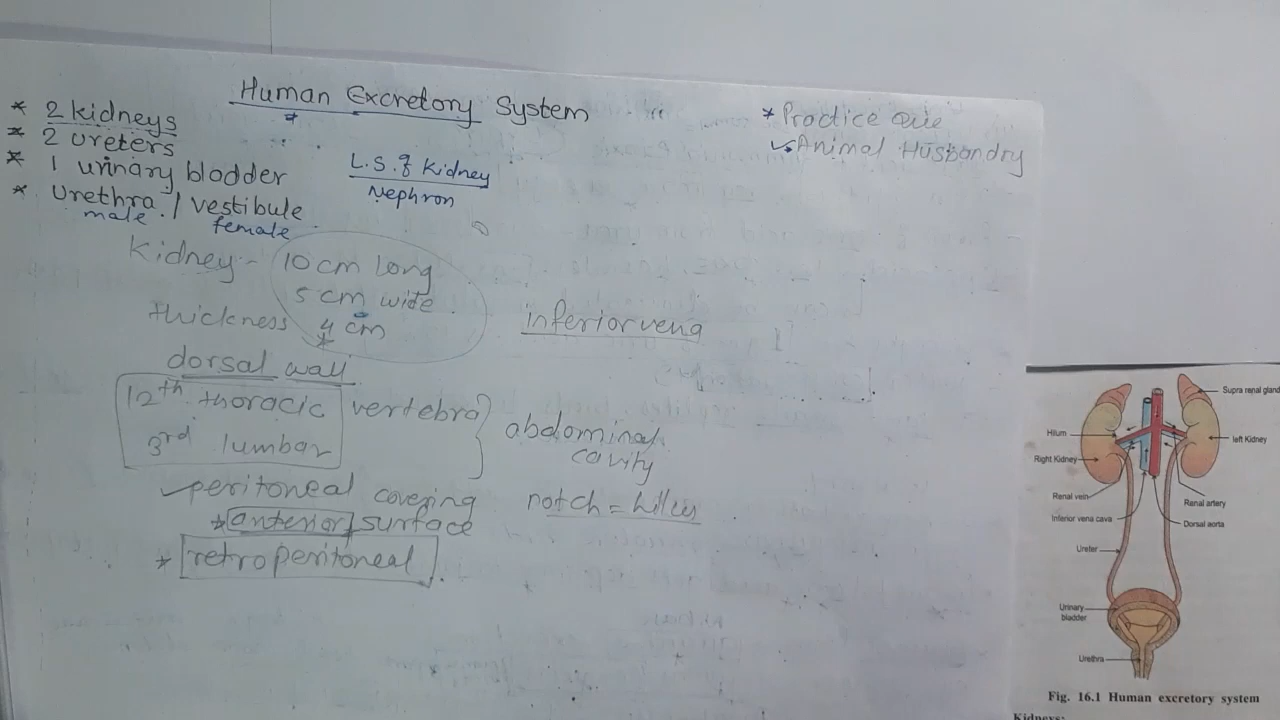 Human Excretory System
* 2 kidneys
* 2 ureters
* 1 urinary bladder
* Urethra / vestibule
male female
L.S. of Kidney
Nephron
* Practice Que
Animal Husbandry
Kidney - 10 cm long
5 cm wide
thickness 4 cm
inferior vena
dorsal wall
12th thoracic vertebra
3rd lumbar
abdominal
cavity
peritoneal covering
* anterior surface
* retroperitoneal
notch = hilus
Supra renal gland
Hilum
left Kidney
Right Kidney
Renal vein
Renal artery
Inferior vena cava
Dorsal aorta
Ureter
Urinary
bladder
Urethra
Fig. 16.1 Human excretory system
Kidneys: